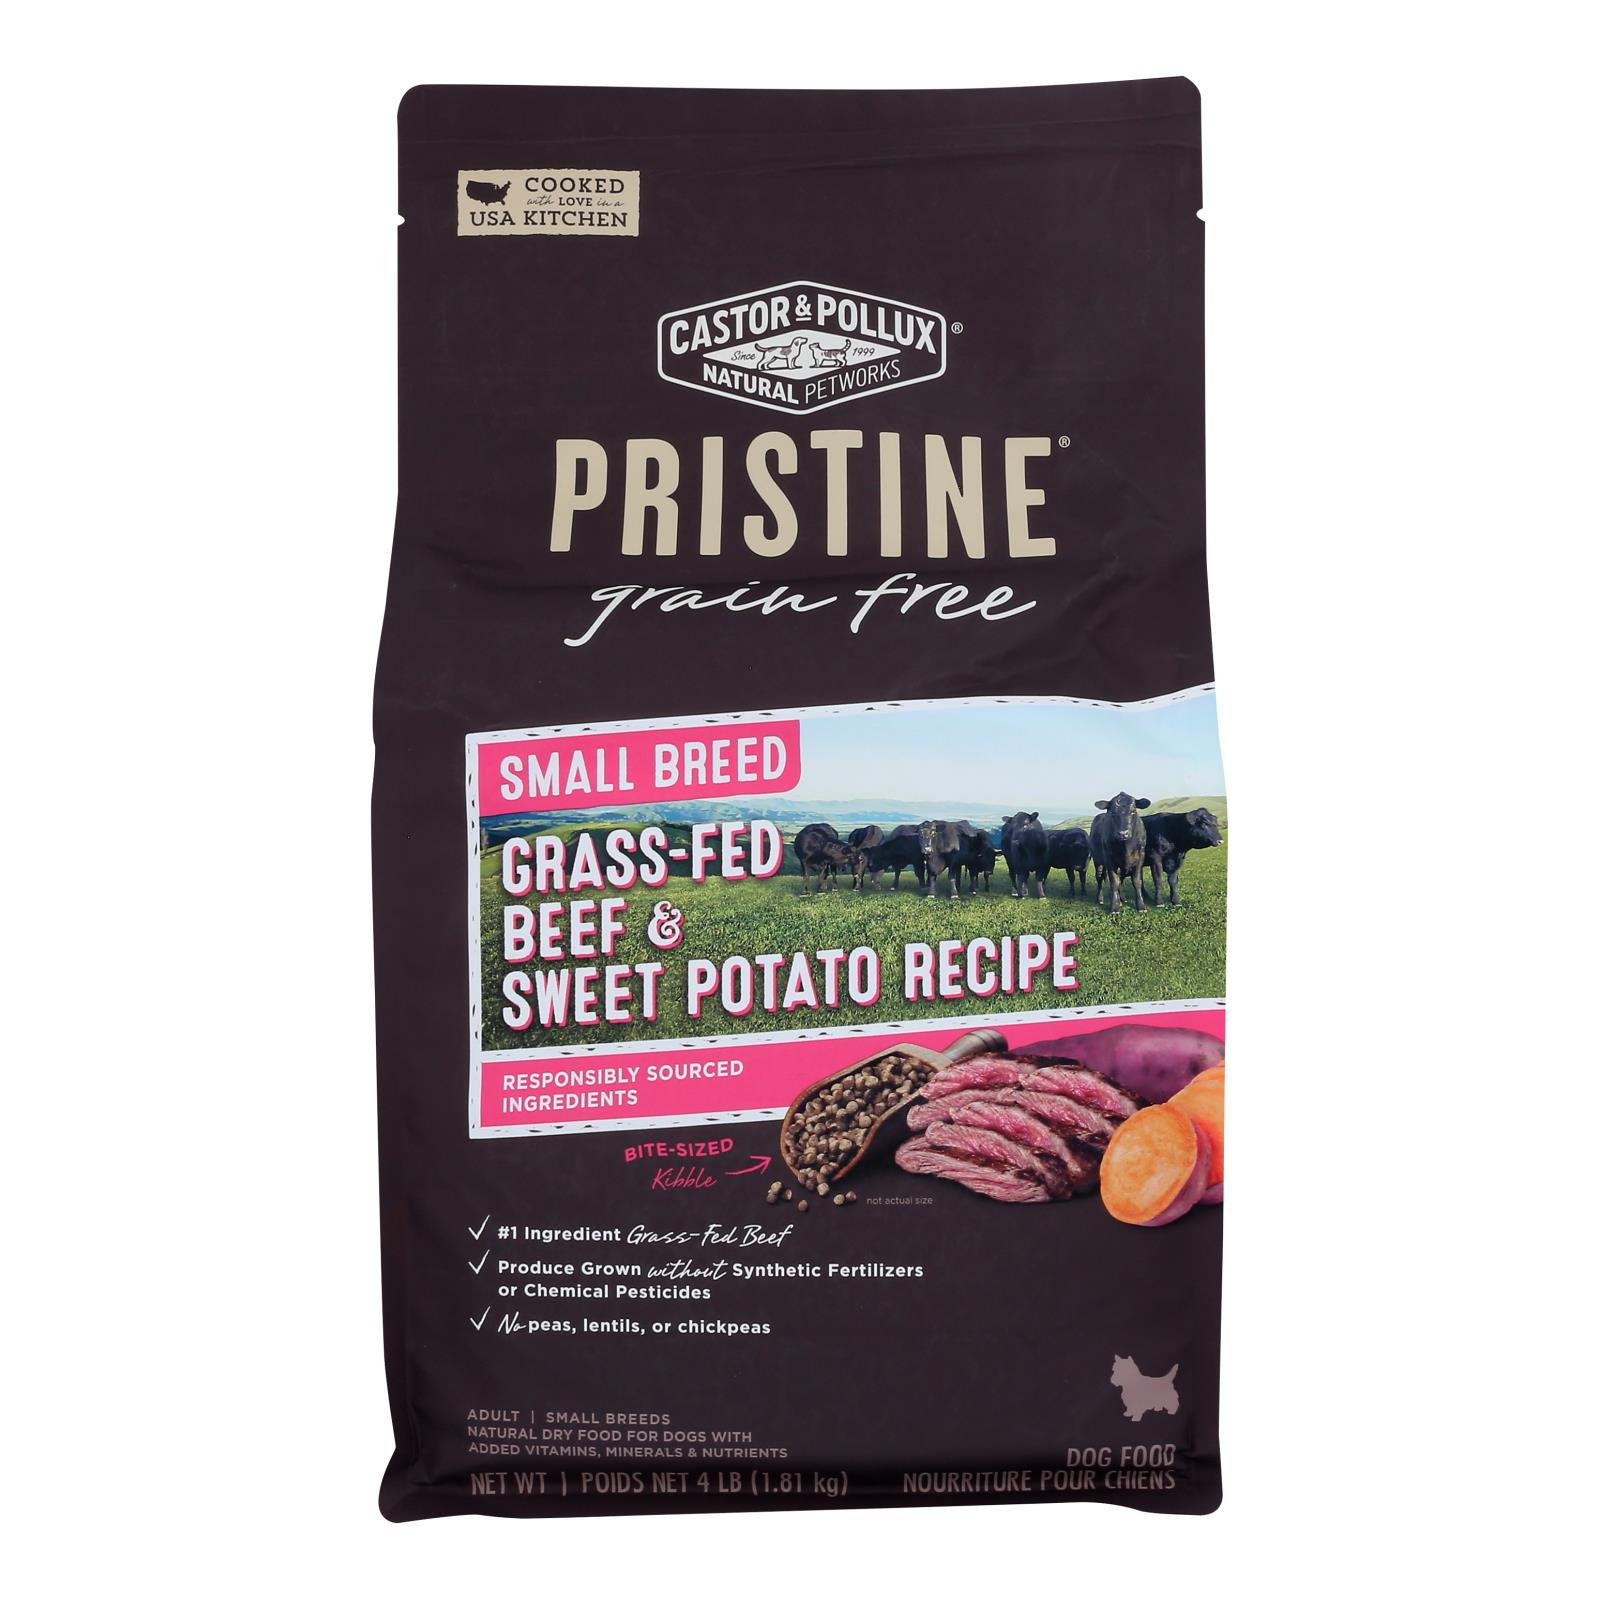 COOKED
with LOVE in a
USA KITCHEN
CASTOR & POLLUX®
Since 1999
NATURAL PETWORKS
PRISTINE®
grain free
SMALL BREED
GRASS-FED
BEEF &
SWEET POTATO RECIPE
RESPONSIBLY SOURCED
INGREDIENTS
BITE-SIZED
Kibble
not actual size
#1 Ingredient Grass-Fed Beef
Produce Grown without Synthetic Fertilizers
or Chemical Pesticides
No peas, lentils, or chickpeas
ADULT | SMALL BREEDS
NATURAL DRY FOOD FOR DOGS WITH
ADDED VITAMINS, MINERALS & NUTRIENTS
NET WT | POIDS NET 4 LB (1.81 kg)
DOG FOOD
NOURRITURE POUR CHIENS